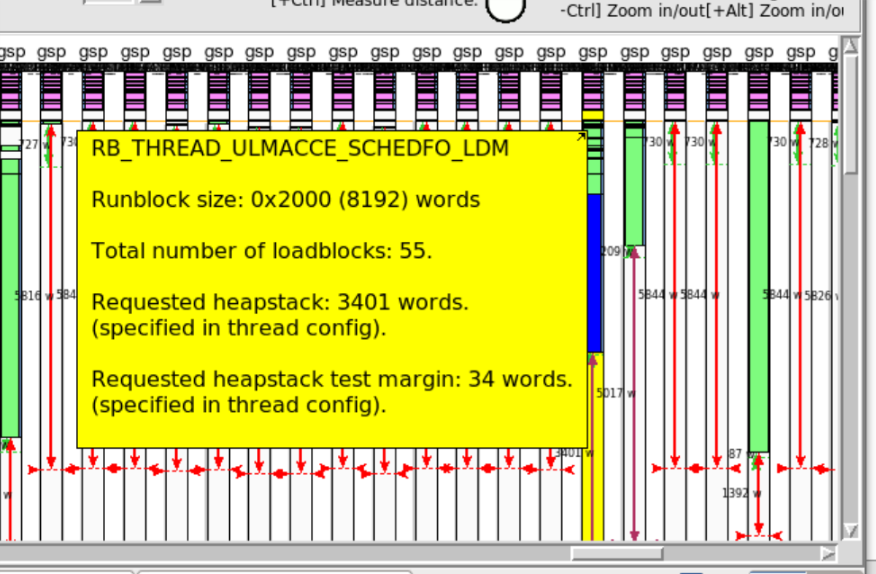 [+Ctrl] Measure distance.
-Ctrl] Zoom in/out[+Alt] Zoom in/ou
gsp gsp gsp gsp gsp gsp gsp gsp gsp gsp gsp gsp gsp gsp gsp gsp gsp gsp gsp gsp g
727 w 730
730 w 730 w 730 w 728 w
RB_THREAD_ULMACCE_SCHEDFO_LDM
Runblock size: 0x2000 (8192) words
Total number of loadblocks: 55.
209 w
5816 w 584
5844 w 5844 w 5844 w 5826 w
Requested heapstack: 3401 words.
(specified in thread config).
Requested heapstack test margin: 34 words.
(specified in thread config).
5017 w
3401 w
87 w
w
1392 w